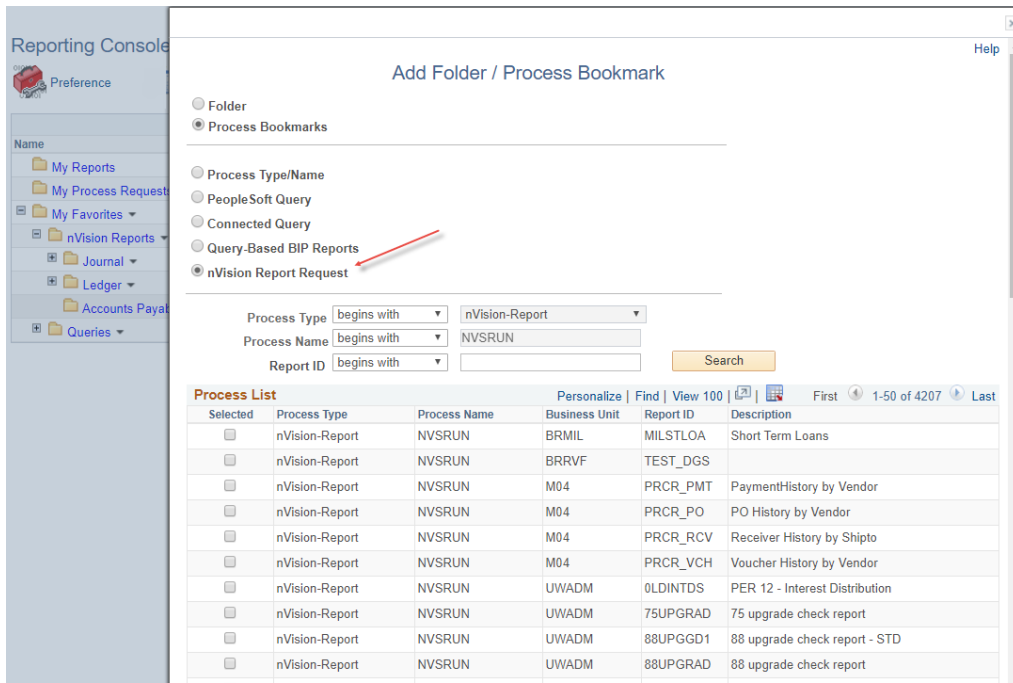 Reporting Console
Preference
Name
My Reports
My Process Requests
My Favorites
nVision Reports
Journal
Ledger
Accounts Payab
Queries
Help
Add Folder / Process Bookmark
Folder
Process Bookmarks
Process Type/Name
PeopleSoft Query
Connected Query
Query-Based BIP Reports
nVision Report Request
Process Type begins with nVision-Report
Process Name begins with NVSRUN
Report ID begins with Search
Process List Personalize | Find | View 100 | | First 1-50 of 4207 Last
Selected Process Type Process Name Business Unit Report ID Description
nVision-Report NVSRUN BRMIL MILSTLOA Short Term Loans
nVision-Report NVSRUN BRRVF TEST_DGS
nVision-Report NVSRUN M04 PRCR_PMT PaymentHistory by Vendor
nVision-Report NVSRUN M04 PRCR_PO PO History by Vendor
nVision-Report NVSRUN M04 PRCR_RCV Receiver History by Shipto
nVision-Report NVSRUN M04 PRCR_VCH Voucher History by Vendor
nVision-Report NVSRUN UWADM 0LDINTDS PER 12 - Interest Distribution
nVision-Report NVSRUN UWADM 75UPGRAD 75 upgrade check report
nVision-Report NVSRUN UWADM 88UPGGD1 88 upgrade check report - STD
nVision-Report NVSRUN UWADM 88UPGRAD 88 upgrade check report